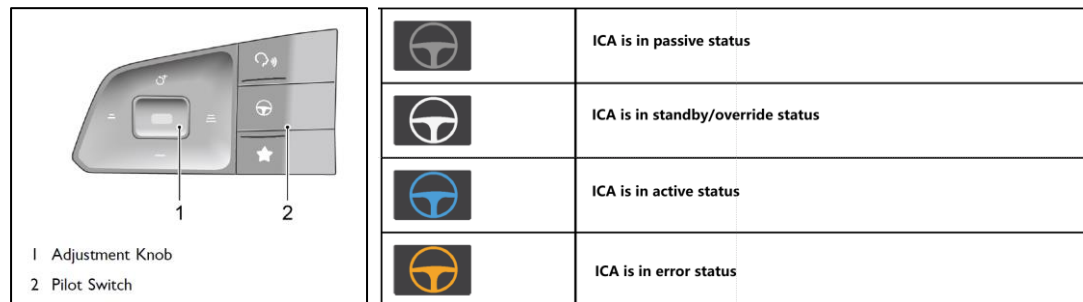 1
2
1 Adjustment Knob
2 Pilot Switch
ICA is in passive status
ICA is in standby/override status
ICA is in active status
ICA is in error status